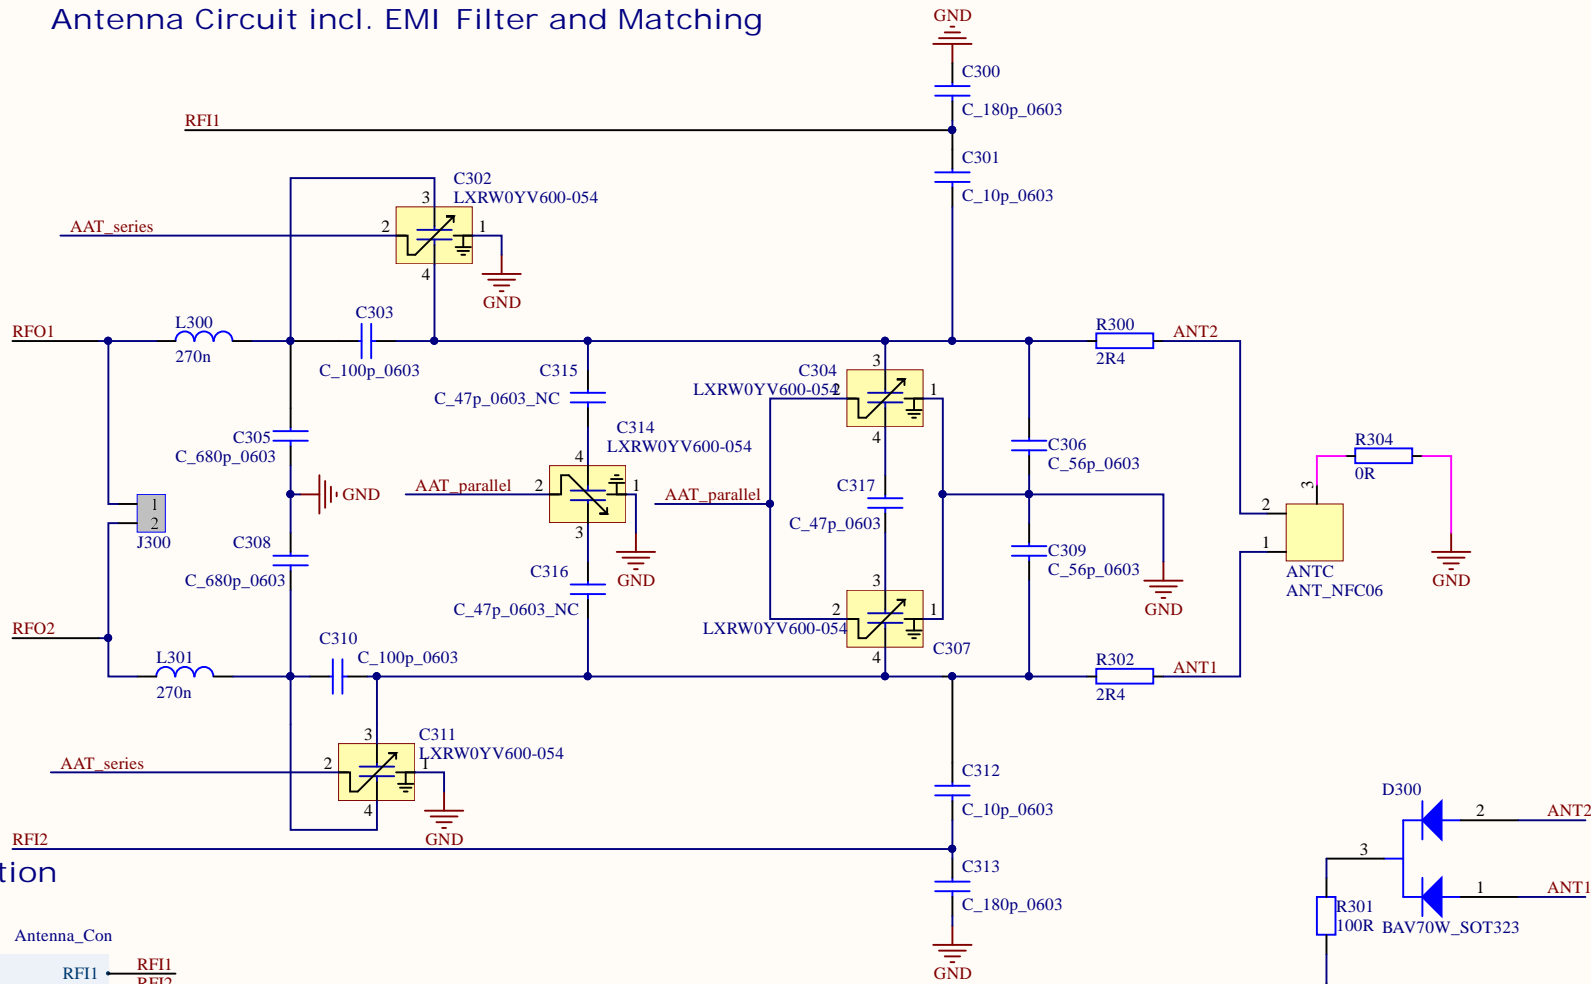 Antenna Circuit incl. EMI Filter and Matching
GND
C300
C_180p_0603
RFI1
C301
C_10p_0603
C302
LXRW0YV600-054
3
AAT_series
2
1
4
GND
C303
C_100p_0603
RFO1
L300
270n
C315
C_47p_0603_NC
C304
LXRW0YV600-054
3
2
1
4
R300
2R4
ANT2
C305
C_680p_0603
C314
LXRW0YV600-054
4
AAT_parallel
2
1
3
GND
GND
AAT_parallel
C317
C_47p_0603
C306
C_56p_0603
R304
0R
3
2
1
ANTC
ANT_NFC06
GND
1
2
J300
C308
C_680p_0603
C316
C_47p_0603_NC
3
2
1
LXRW0YV600-054
4
C307
C309
C_56p_0603
GND
RFO2
L301
270n
C310
C_100p_0603
R302
2R4
ANT1
C311
LXRW0YV600-054
3
AAT_series
2
1
4
GND
C312
C_10p_0603
RFI2
C313
C_180p_0603
GND
D300
2
ANT2
3
1
ANT1
R301
100R
BAV70W_SOT323
tion
Antenna_Con
RFI1
RFI1
RFI2